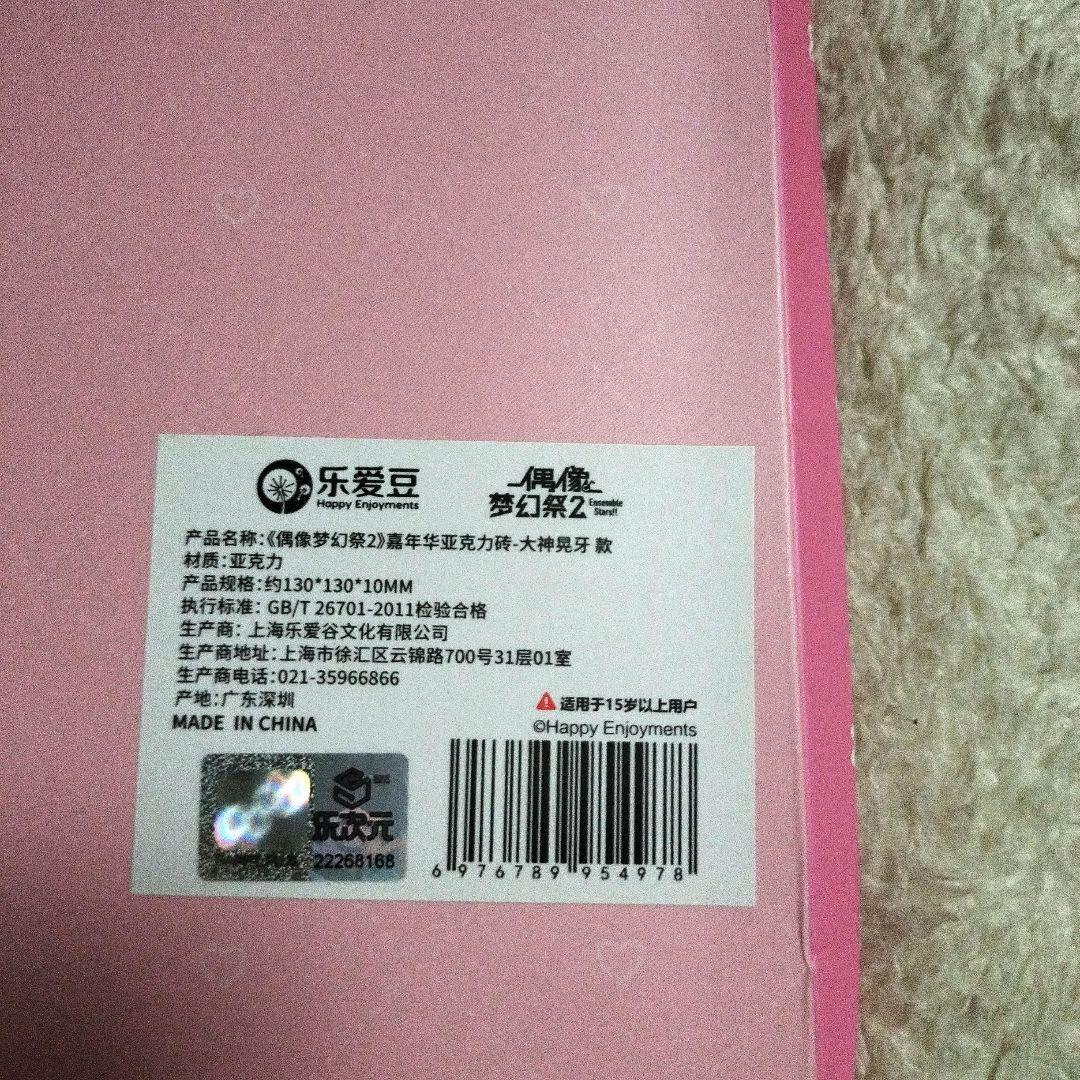 乐爱豆
Happy Enjoyments
偶像
梦幻祭2
Ensemble
Stars!!
产品名称:《偶像梦幻祭2》嘉年华亚克力砖-大神晃牙 款
材质:亚克力
产品规格:约130*130*10MM
执行标准: GB/T 26701-2011检验合格
生产商: 上海乐爱谷文化有限公司
生产商地址:上海市徐汇区云锦路700号31层01室
生产商电话:021-35966866
产地:广东深圳
MADE IN CHINA
适用于15岁以上用户
©Happy Enjoyments
次元
22268168
6 976789 954978